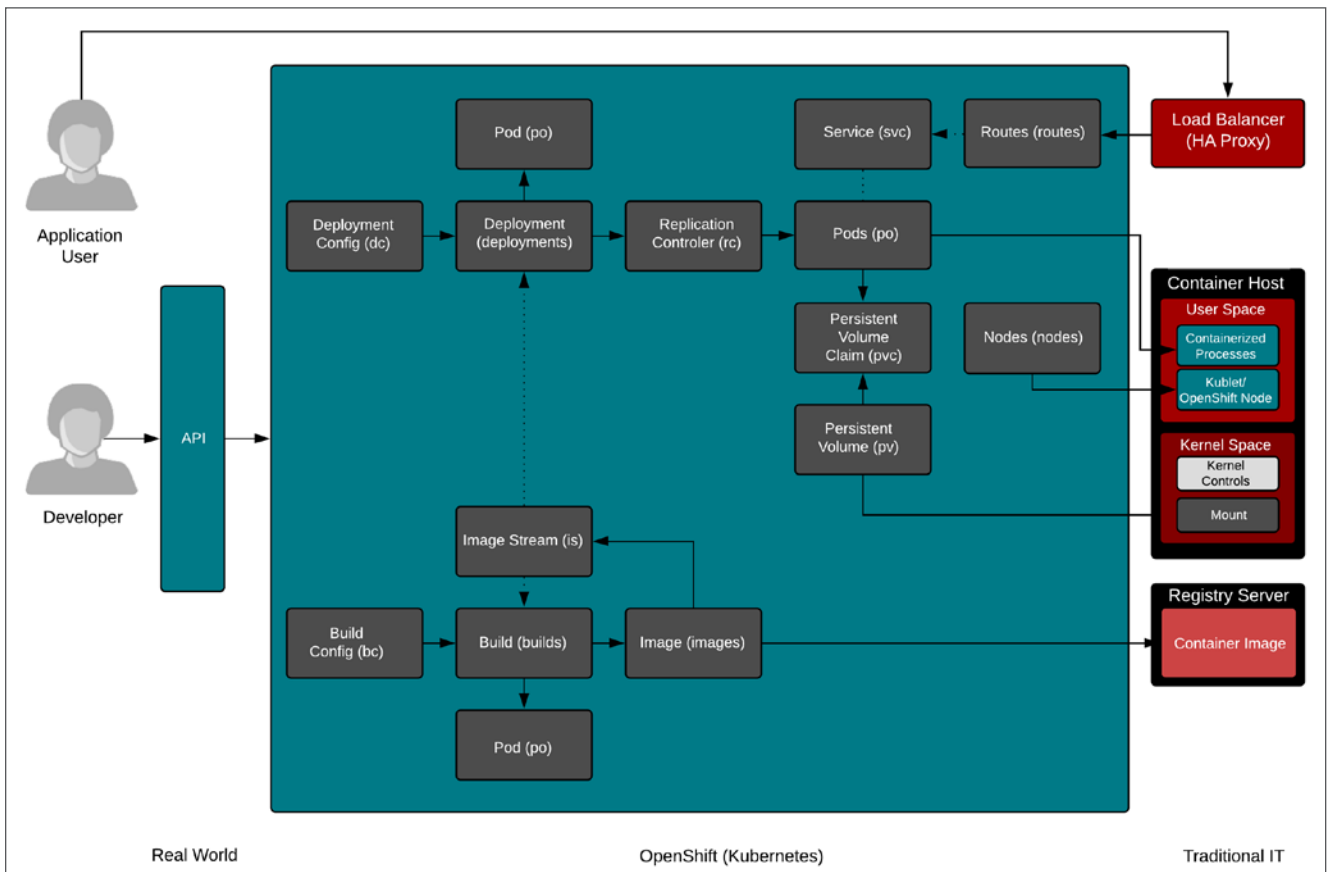 Pod (po)
Service (svc)
Routes (routes)
Load Balancer
(HA Proxy)
Application
User
Deployment
Config (dc)
Deployment
(deployments)
Replication
Controler (rc)
Pods (po)
Container Host
User Space
Containerized
Processes
Kublet/
OpenShift Node
Persistent
Volume
Claim (pvc)
Nodes (nodes)
API
Persistent
Volume (pv)
Kernel Space
Kernel
Controls
Mount
Developer
Image Stream (is)
Registry Server
Container Image
Build
Config (bc)
Build (builds)
Image (images)
Pod (po)
Real World
OpenShift (Kubernetes)
Traditional IT